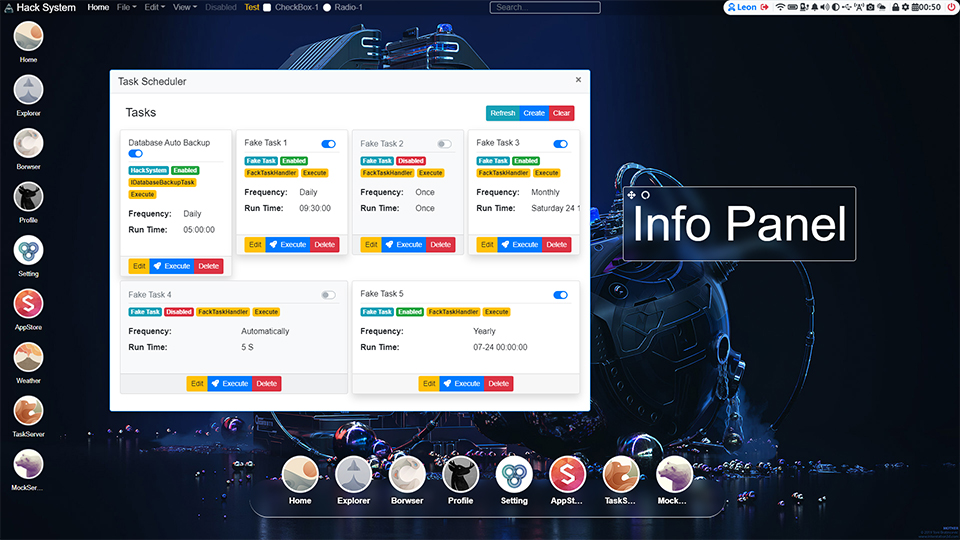 Hack System Home File Edit View Disabled Test CheckBox-1 Radio-1 Search... Leon 00:50
Home
Explorer
Borwser
Profile
Setting
AppStore
Weather
TaskServer
MockSer...
Task Scheduler ×
Tasks Refresh Create Clear
Database Auto Backup
HackSystem Enabled
IDatabaseBackupTask
Execute
Frequency: Daily
Run Time: 05:00:00
Edit Execute Delete
Fake Task 1
Fake Task Enabled
FackTaskHandler Execute
Frequency: Daily
Run Time: 09:30:00
Edit Execute Delete
Fake Task 2
Fake Task Disabled
FackTaskHandler Execute
Frequency: Once
Run Time: Once
Edit Execute Delete
Fake Task 3
Fake Task Enabled
FackTaskHandler Execute
Frequency: Monthly
Run Time: Saturday 24 1
Edit Execute Delete
Fake Task 4
Fake Task Disabled FackTaskHandler Execute
Frequency: Automatically
Run Time: 5 S
Edit Execute Delete
Fake Task 5
Fake Task Enabled FackTaskHandler Execute
Frequency: Yearly
Run Time: 07-24 00:00:00
Edit Execute Delete
Info Panel
Home Explorer Borwser Profile Setting AppSt... TaskS... Mock...